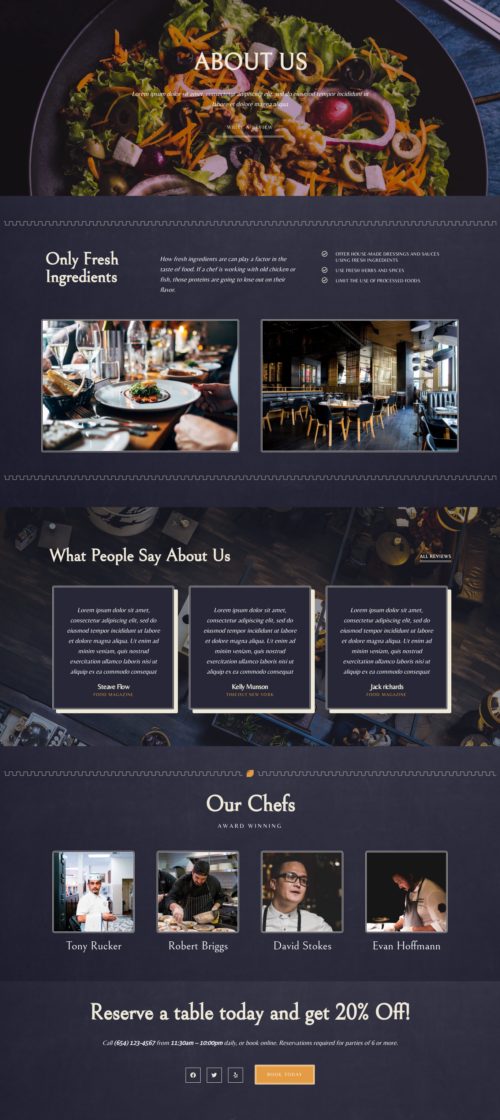 ABOUT US
Lorem ipsum dolor sit amet, consectetur adipiscing elit, sed do eiusmod tempor incididunt ut
labore et dolore magna aliqua.
Only Fresh
Ingredients
How fresh ingredients are can play a factor in the
taste of food. If a chef is working with old chicken or
fish, those proteins are going to lose out on their
flavor.
OFFER HOUSE-MADE DRESSINGS AND SAUCES
USING FRESH INGREDIENTS
USE FRESH HERBS AND SPICES
LIMIT THE USE OF PROCESSED FOODS
What People Say About Us
ALL REVIEWS
Lorem ipsum dolor sit amet,
consectetur adipiscing elit, sed do
eiusmod tempor incididunt ut labore
et dolore magna aliqua. Ut enim ad
minim veniam, quis nostrud
exercitation ullamco laboris nisi ut
aliquip ex ea commodo consequat
Steave Flow
FOOD MAGAZINE
Lorem ipsum dolor sit amet,
consectetur adipiscing elit, sed do
eiusmod tempor incididunt ut labore
et dolore magna aliqua. Ut enim ad
minim veniam, quis nostrud
exercitation ullamco laboris nisi ut
aliquip ex ea commodo consequat
Kelly Munson
TIMEOUT NEW YORK
Lorem ipsum dolor sit amet,
consectetur adipiscing elit, sed do
eiusmod tempor incididunt ut labore
et dolore magna aliqua. Ut enim ad
minim veniam, quis nostrud
exercitation ullamco laboris nisi ut
aliquip ex ea commodo consequat
Jack richards
FOOD MAGAZINE
Our Chefs
AWARD WINNING
Tony Rucker
Robert Briggs
David Stokes
Evan Hoffmann
Reserve a table today and get 20% Off!
Call (654) 123-4567 from 11:30am – 10:00pm daily, or book online. Reservations required for parties of 6 or more.
BOOK TODAY